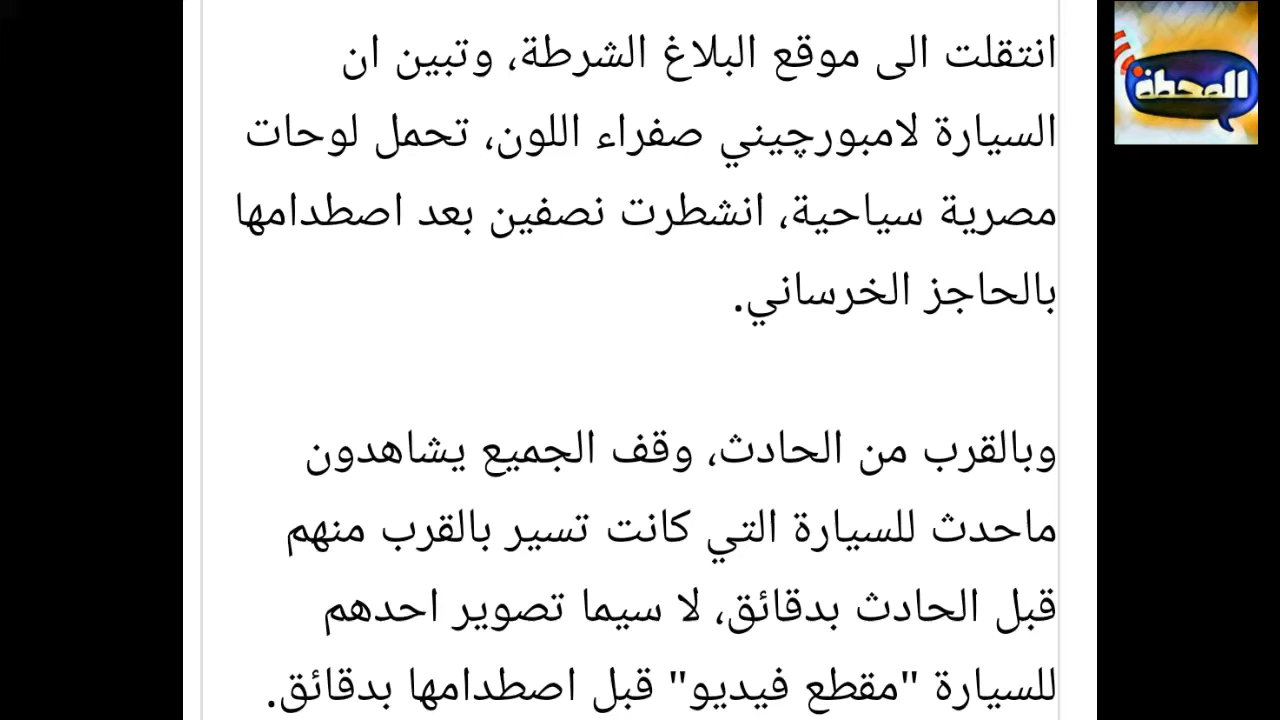 انتقلت الى موقع البلاغ الشرطة، وتبين ان
السيارة لامبورچيني صفراء اللون، تحمل لوحات
مصرية سياحية، انشطرت نصفين بعد اصطدامها
بالحاجز الخرساني.
وبالقرب من الحادث، وقف الجميع يشاهدون
ماحدث للسيارة التي كانت تسير بالقرب منهم
قبل الحادث بدقائق، لا سيما تصوير احدهم
للسيارة "مقطع فيديو" قبل اصطدامها بدقائق.
المحطة